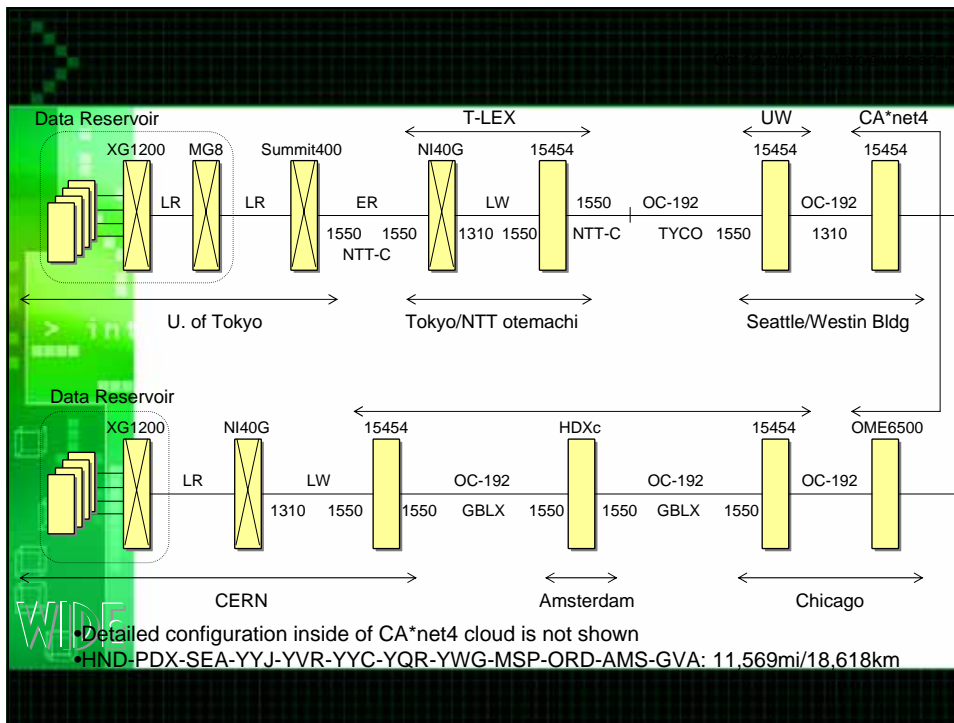 Data Reservoir
T-LEX
UW
CA*net4
XG1200 MG8 Summit400 NI40G 15454 15454 15454
LR LR ER LW 1550 OC-192 OC-192
1550 1550 1310 1550 NTT-C TYCO 1550 1310
NTT-C
U. of Tokyo Tokyo/NTT otemachi Seattle/Westin Bldg
Data Reservoir
XG1200 NI40G 15454 HDXc 15454 OME6500
LR LW OC-192 OC-192 OC-192
1310 1550 1550 GBLX 1550 1550 GBLX 1550
CERN Amsterdam Chicago
> int
WIDE
•Detailed configuration inside of CA*net4 cloud is not shown
•HND-PDX-SEA-YYJ-YVR-YYC-YQR-YWG-MSP-ORD-AMS-GVA: 11,569mi/18,618km